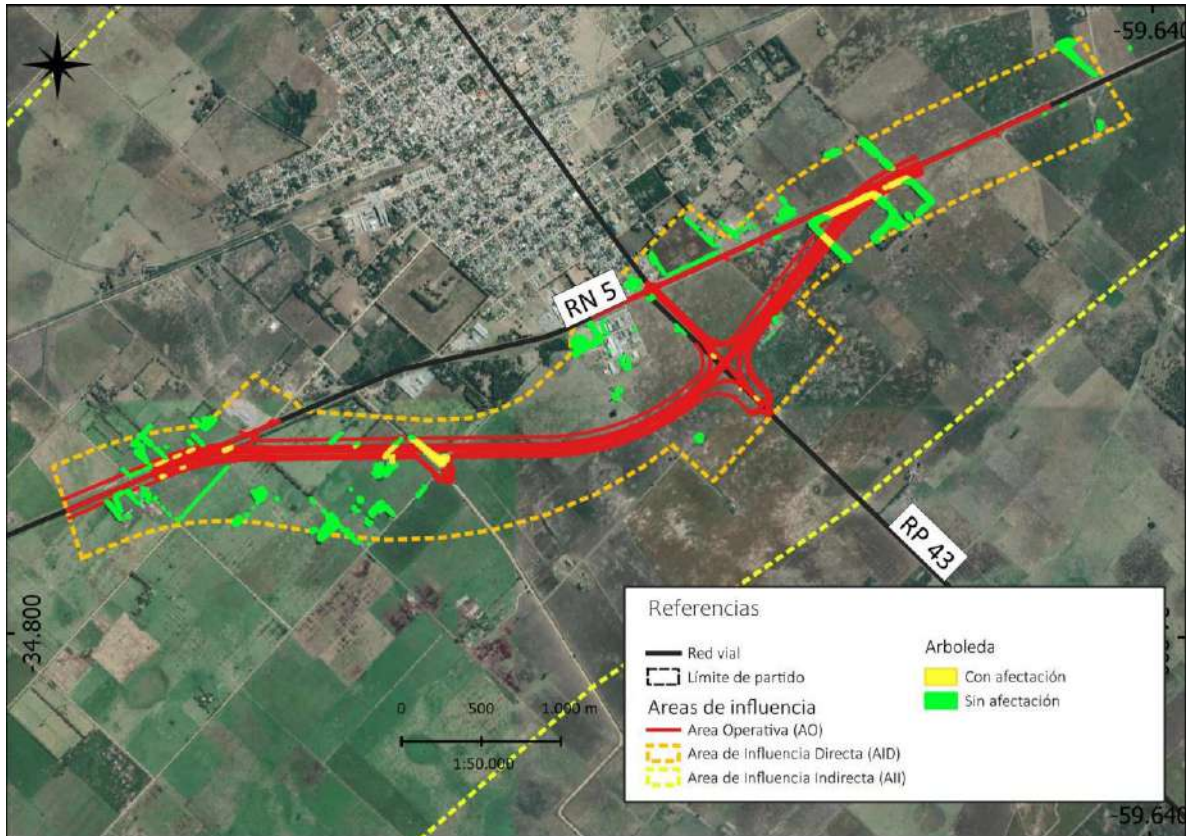 -59.640
RN 5
RP 43
-34.800
0 500 1.000 m
1:50.000
Referencias
Red vial
Límite de partido
Areas de influencia
Area Operativa (AO)
Area de Influencia Directa (AID)
Area de Influencia Indirecta (AII)
Arboleda
Con afectación
Sin afectación
-59.640